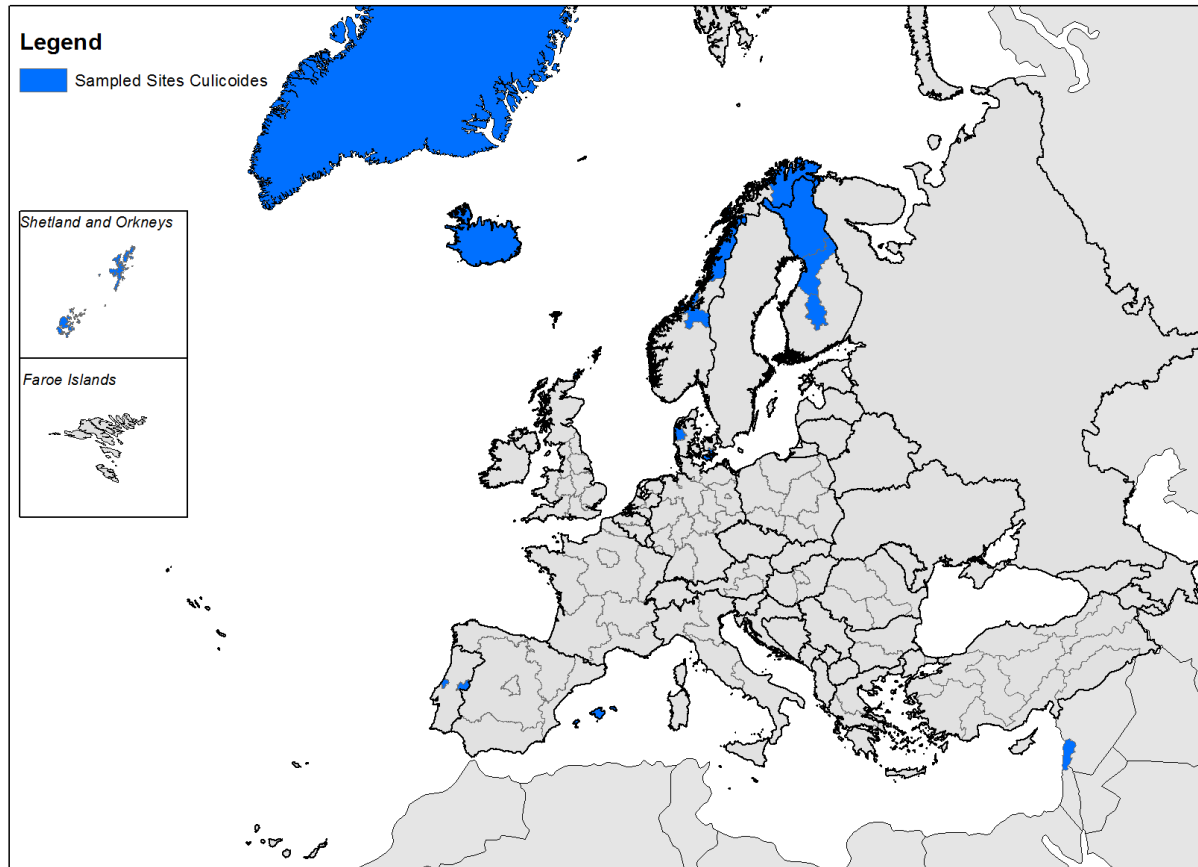 Legend
Sampled Sites Culicoides
Shetland and Orkneys
Faroe Islands